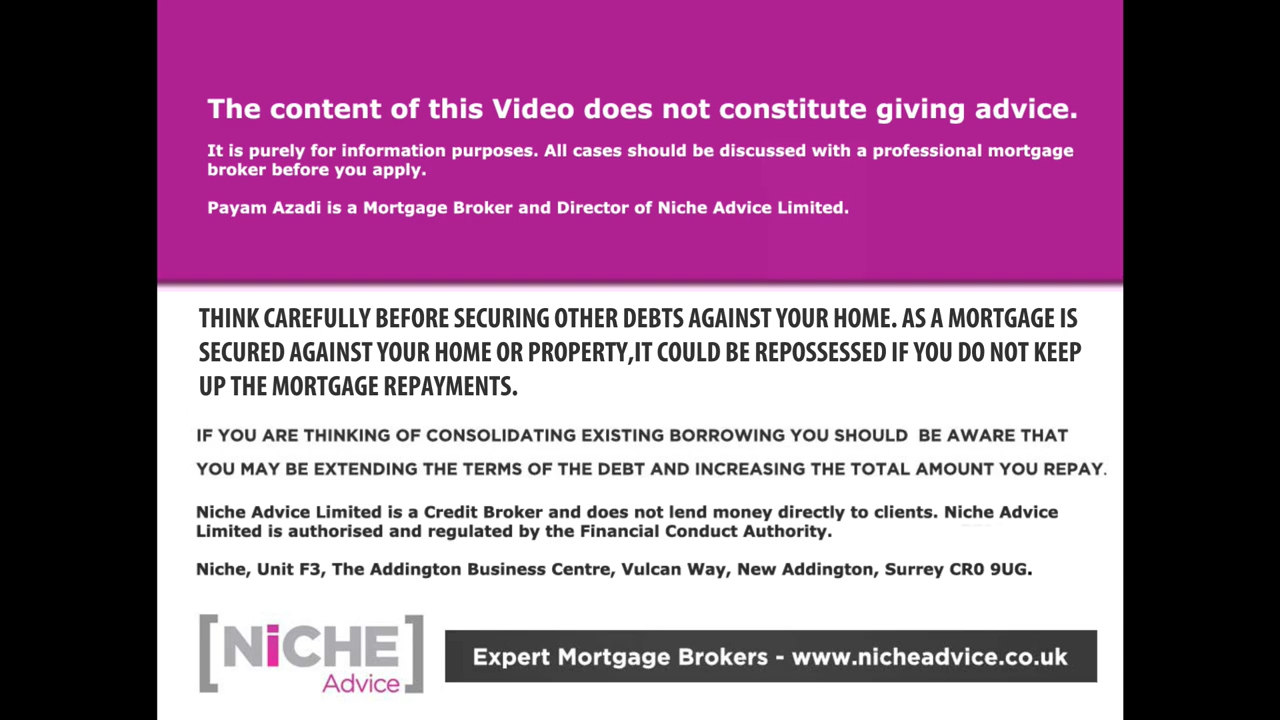 The content of this Video does not constitute giving advice.
It is purely for information purposes. All cases should be discussed with a professional mortgage
broker before you apply.
Payam Azadi is a Mortgage Broker and Director of Niche Advice Limited.
THINK CAREFULLY BEFORE SECURING OTHER DEBTS AGAINST YOUR HOME. AS A MORTGAGE IS
SECURED AGAINST YOUR HOME OR PROPERTY,IT COULD BE REPOSSESSED IF YOU DO NOT KEEP
UP THE MORTGAGE REPAYMENTS.
IF YOU ARE THINKING OF CONSOLIDATING EXISTING BORROWING YOU SHOULD BE AWARE THAT
YOU MAY BE EXTENDING THE TERMS OF THE DEBT AND INCREASING THE TOTAL AMOUNT YOU REPAY.
Niche Advice Limited is a Credit Broker and does not lend money directly to clients. Niche Advice
Limited is authorised and regulated by the Financial Conduct Authority.
Niche, Unit F3, The Addington Business Centre, Vulcan Way, New Addington, Surrey CR0 9UG.
[NiCHE
Advice]
Expert Mortgage Brokers - www.nicheadvice.co.uk